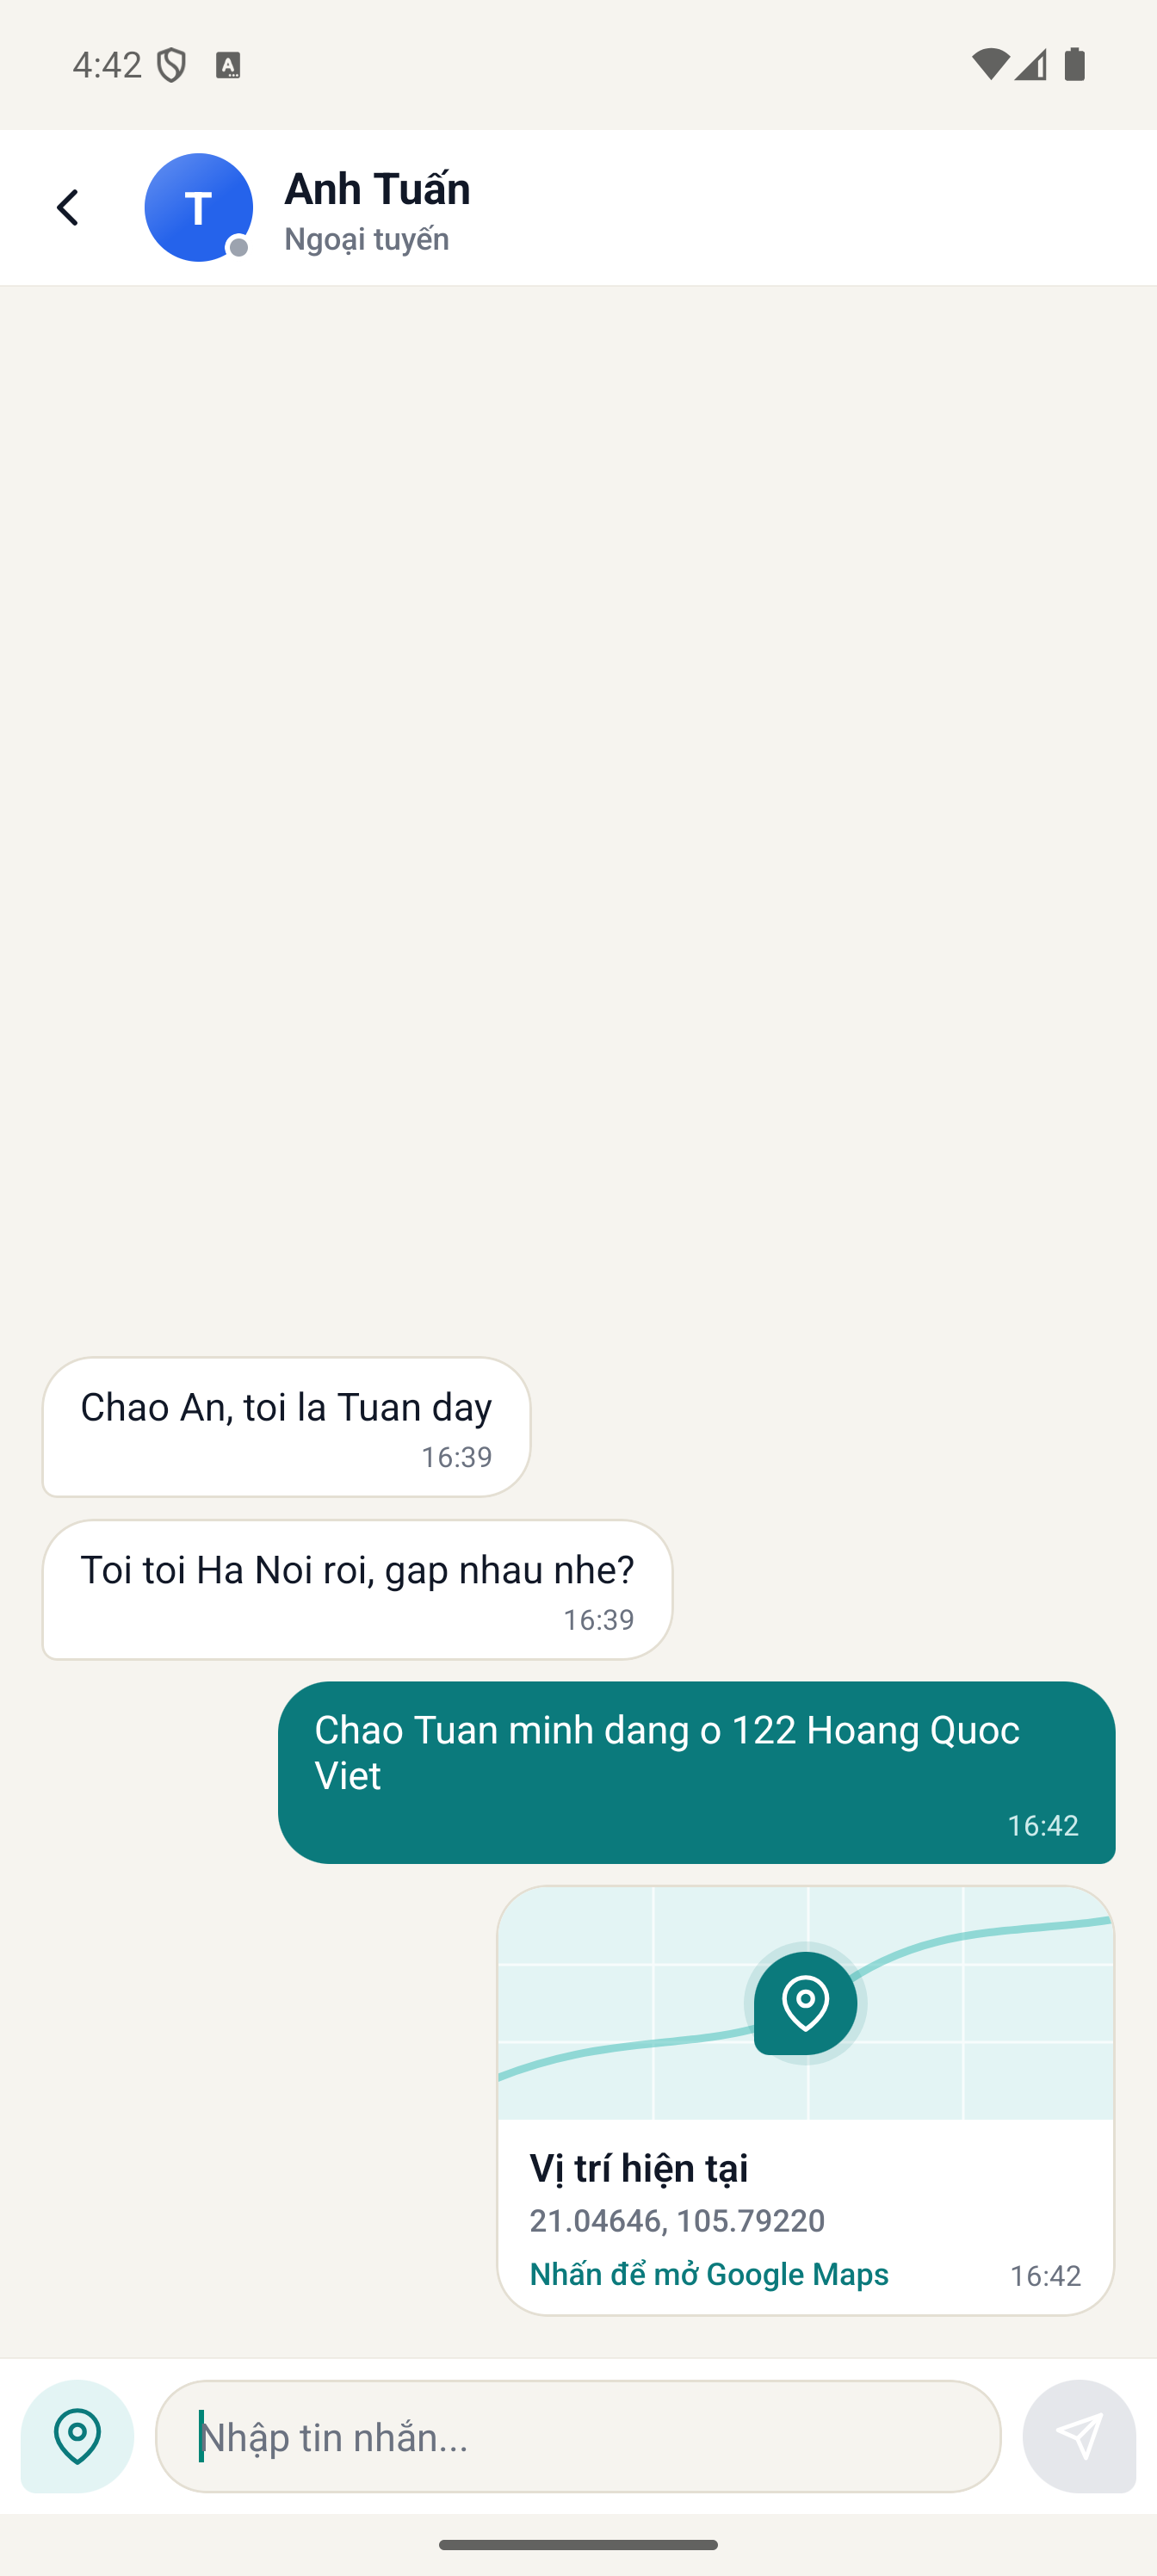 4:42
A
T
Anh Tuấn
Ngoại tuyến
Chao An, toi la Tuan day
16:39
Toi toi Ha Noi roi, gap nhau nhe?
16:39
Chao Tuan minh dang o 122 Hoang Quoc
Viet
16:42
Vị trí hiện tại
21.04646, 105.79220
Nhấn để mở Google Maps
16:42
Nhập tin nhắn...